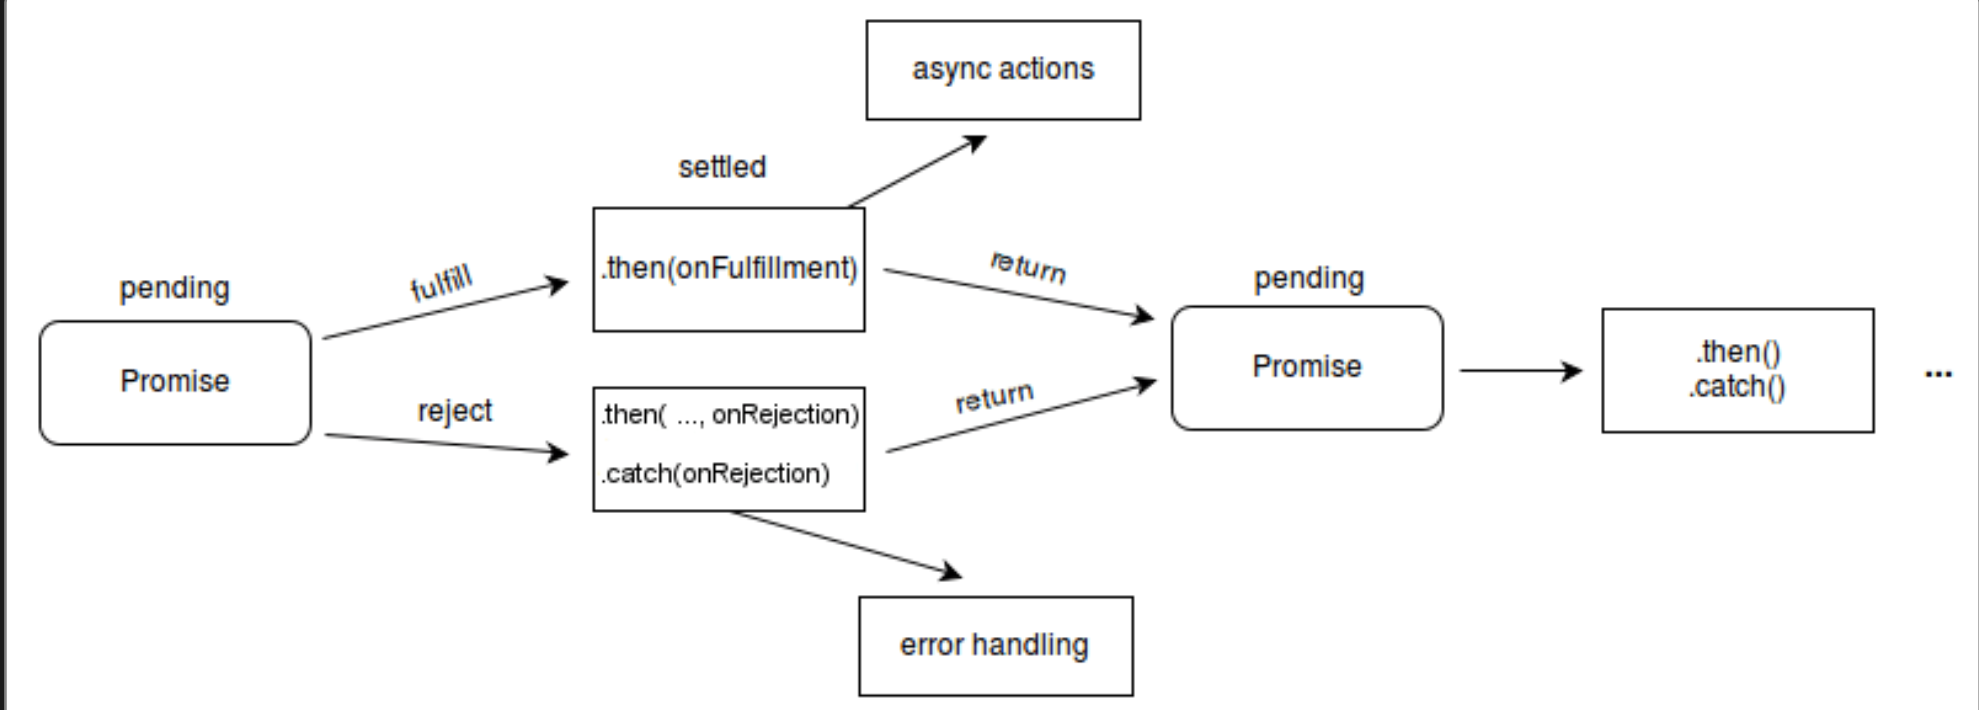 async actions
settled
.then(onFulfillment)
pending
fulfill
return
pending
Promise
reject
.then( ..., onRejection)
.catch(onRejection)
return
Promise
.then()
.catch()
...
error handling